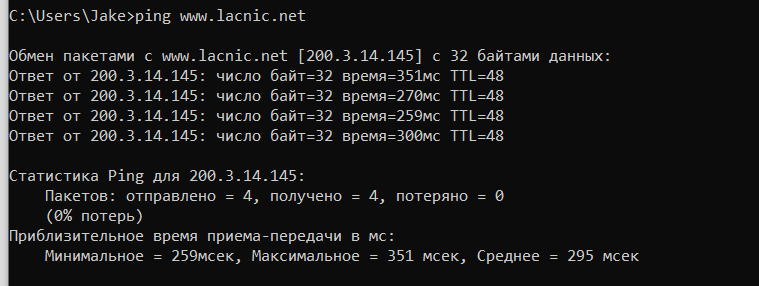 C:\Users\Jake>ping www.lacnic.net
Обмен пакетами с www.lacnic.net [200.3.14.145] с 32 байтами данных:
Ответ от 200.3.14.145: число байт=32 время=351мс TTL=48
Ответ от 200.3.14.145: число байт=32 время=270мс TTL=48
Ответ от 200.3.14.145: число байт=32 время=259мс TTL=48
Ответ от 200.3.14.145: число байт=32 время=300мс TTL=48
Статистика Ping для 200.3.14.145:
Пакетов: отправлено = 4, получено = 4, потеряно = 0
(0% потерь)
Приблизительное время приема-передачи в мс:
Минимальное = 259мсек, Максимальное = 351 мсек, Среднее = 295 мсек